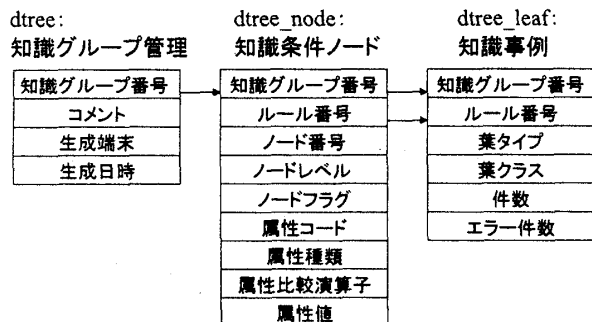 dtree:
知識グループ管理
知識グループ番号
コメント
生成端末
生成日時
dtree_node:
知識条件ノード
知識グループ番号
ルール番号
ノード番号
ノードレベル
ノードフラグ
属性コード
属性種類
属性比較演算子
属性値
dtree_leaf:
知識事例
知識グループ番号
ルール番号
葉タイプ
葉クラス
件数
エラー件数